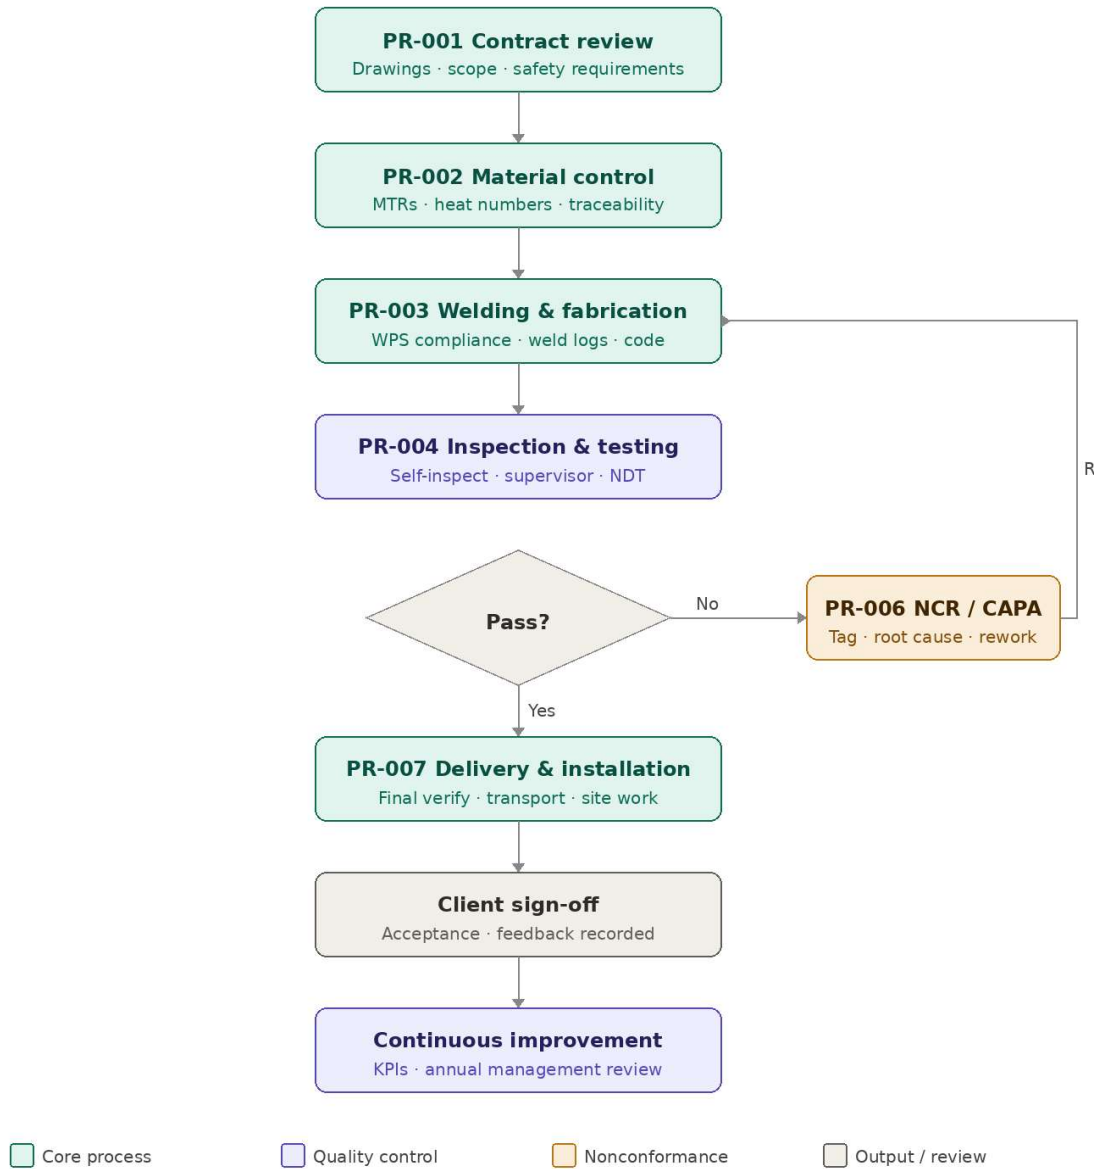 PR-001 Contract review
Drawings · scope · safety requirements
PR-002 Material control
MTRs · heat numbers · traceability
PR-003 Welding & fabrication
WPS compliance · weld logs · code
PR-004 Inspection & testing
Self-inspect · supervisor · NDT
R
Pass?
No
PR-006 NCR / CAPA
Tag · root cause · rework
Yes
PR-007 Delivery & installation
Final verify · transport · site work
Client sign-off
Acceptance · feedback recorded
Continuous improvement
KPIs · annual management review
Core process
Quality control
Nonconformance
Output / review